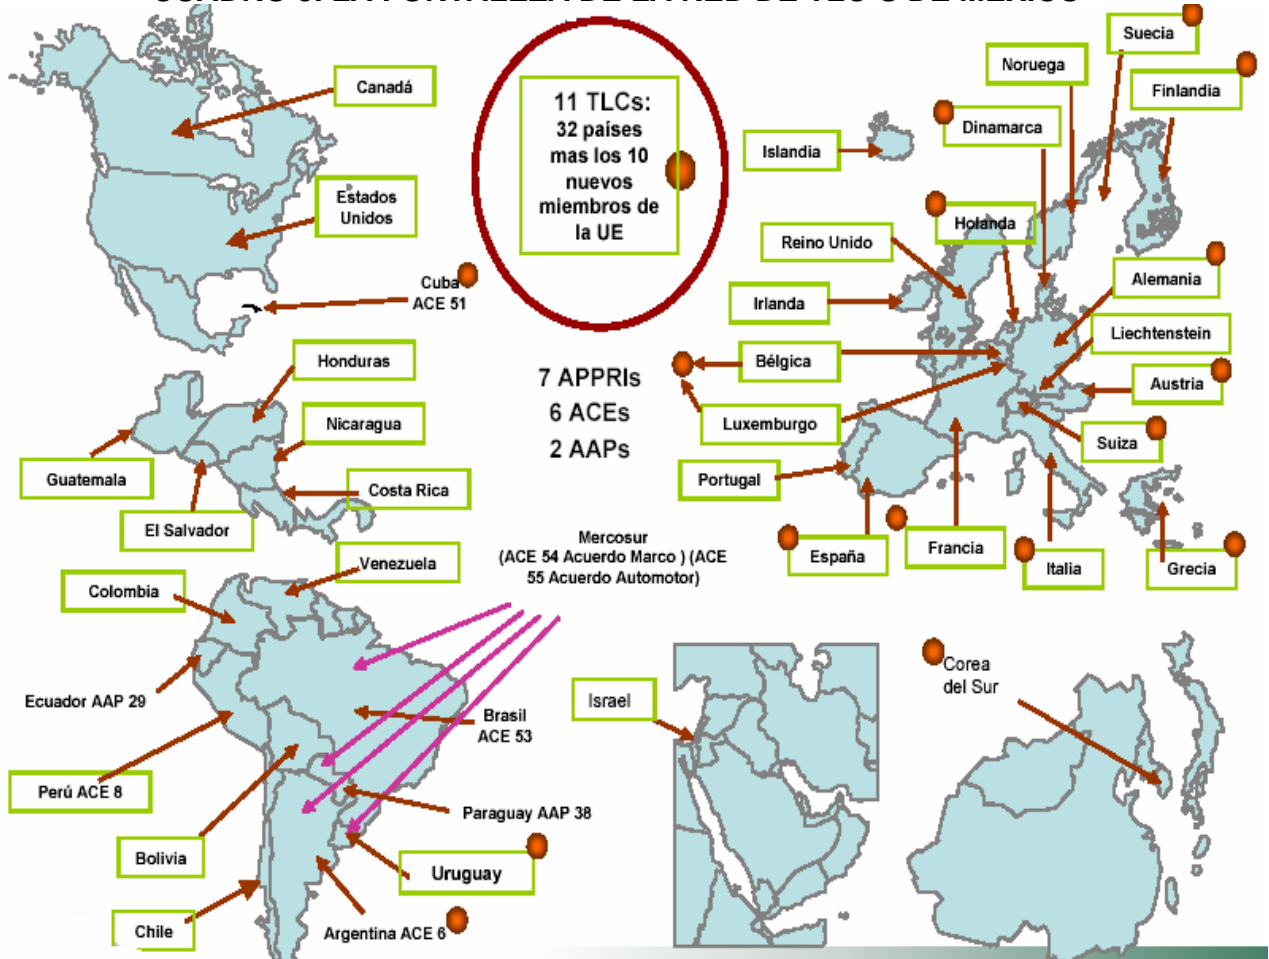 Canadá
Estados
Unidos
Cuba
ACE 51
11 TLCs:
32 países
mas los 10
nuevos
miembros de
la UE
7 APPRIs
6 ACEs
2 AAPs
Suecia
Noruega
Finlandia
Dinamarca
Islandia
Holanda
Reino Unido
Alemania
Irlanda
Liechtenstein
Bélgica
Austria
Luxemburgo
Suiza
Portugal
España
Francia
Italia
Grecia
Honduras
Nicaragua
Guatemala
Costa Rica
El Salvador
Mercosur
(ACE 54 Acuerdo Marco ) (ACE
55 Acuerdo Automotor)
Venezuela
Colombia
Ecuador AAP 29
Brasil
ACE 53
Perú ACE 8
Paraguay AAP 38
Bolivia
Uruguay
Chile
Argentina ACE 6
Israel
Corea
del Sur